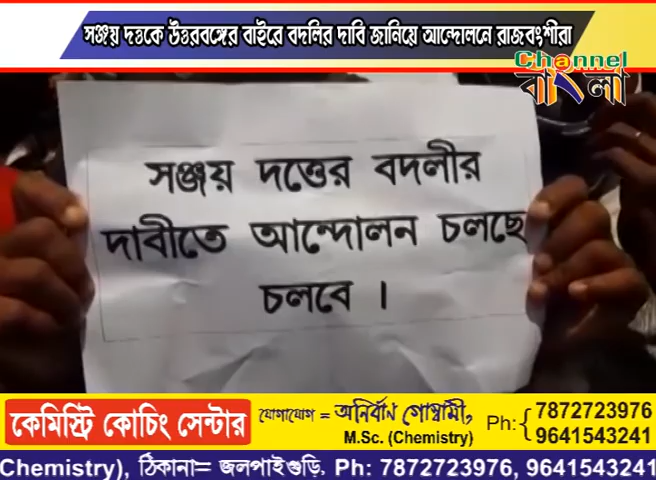 সঞ্জয় দত্তকে উত্তরবঙ্গের বাইরে বদলির দাবি জানিয়ে আন্দোলনে রাজবংশীরা
Channel
বাংলা
সঞ্জয় দত্তের বদলীর
দাবীতে আন্দোলন চলছে
চলবে ।
কেমিস্ট্রি কোচিং সেন্টার
যোগাযোগ = অনির্বাণ গোস্বামী,
M.Sc. (Chemistry)
Ph:{ 7872723976
9641543241
Chemistry), ঠিকানা= জলপাইগুড়ি, Ph: 7872723976, 9641543241